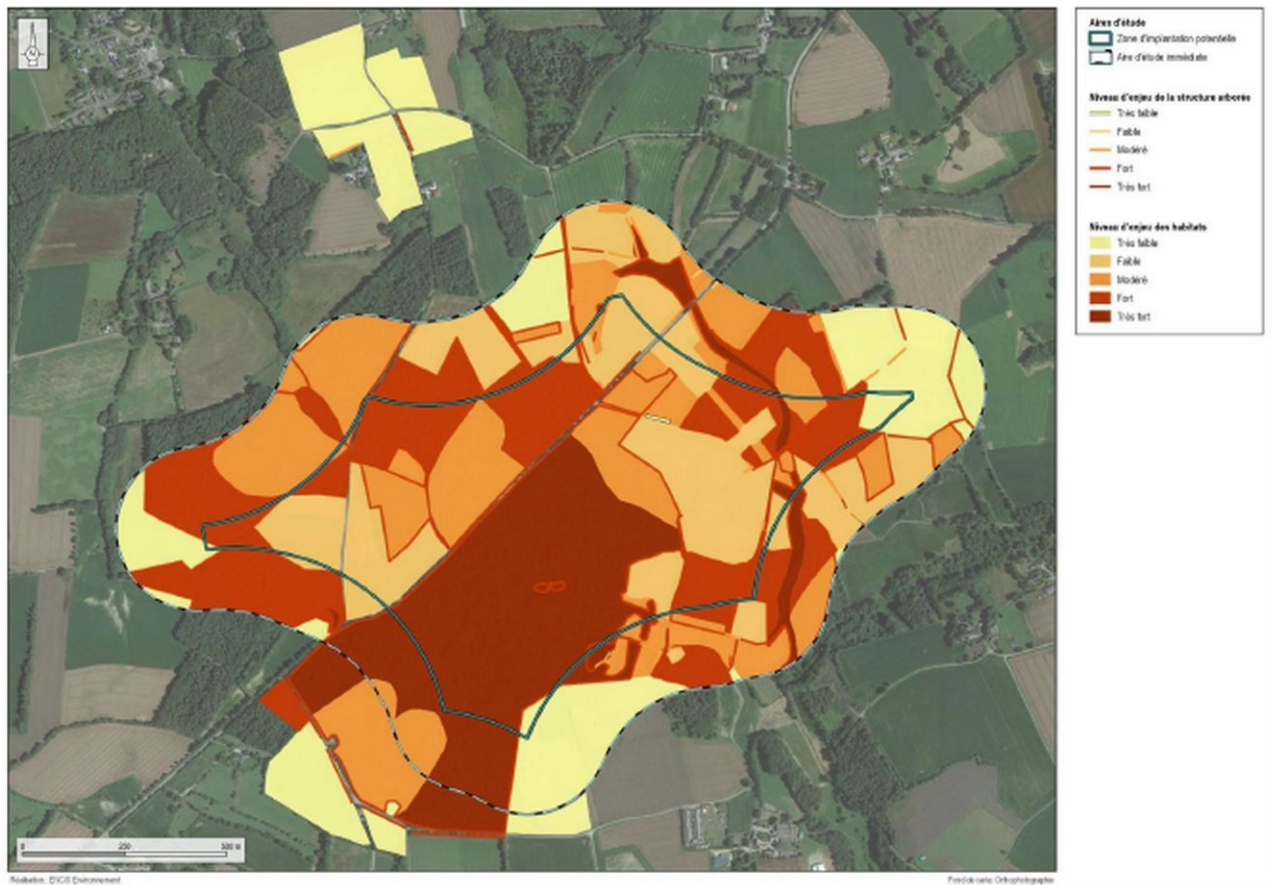 N
Aires d'étude
Zone d'implantation potentielle
Aire d'étude immédiate
Niveau d'enjeu de la structure arborée
Très faible
Faible
Modéré
Fort
Très fort
Niveau d'enjeu des habitats
Très faible
Faible
Modéré
Fort
Très fort
0 250 500 m
Réalisation : ENCIS Environnement
Fond de carte: Orthophotographie